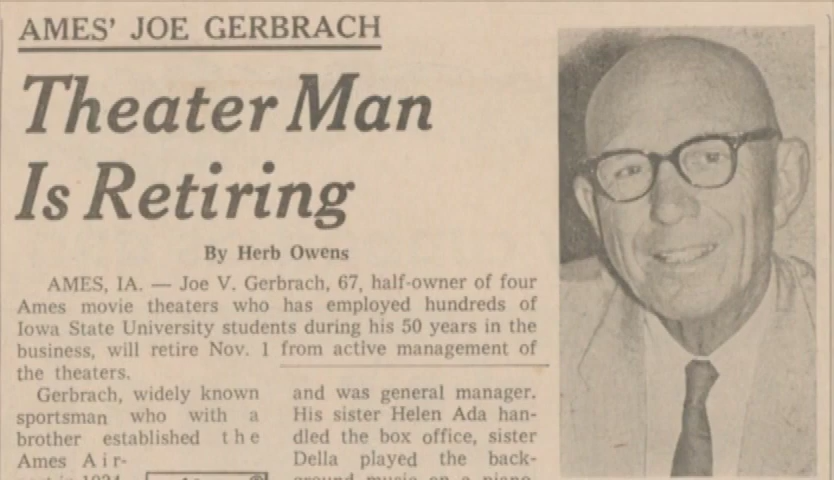 AMES' JOE GERBRACH
Theater Man
Is Retiring
By Herb Owens
AMES, IA. — Joe V. Gerbrach, 67, half-owner of four
Ames movie theaters who has employed hundreds of
Iowa State University students during his 50 years in the
business, will retire Nov. 1 from active management of
the theaters.
Gerbrach, widely known
sportsman who with a
brother established the
Ames Air-
and was general manager.
His sister Helen Ada han-
dled the box office, sister
Della played the back-
ground music on a piano,